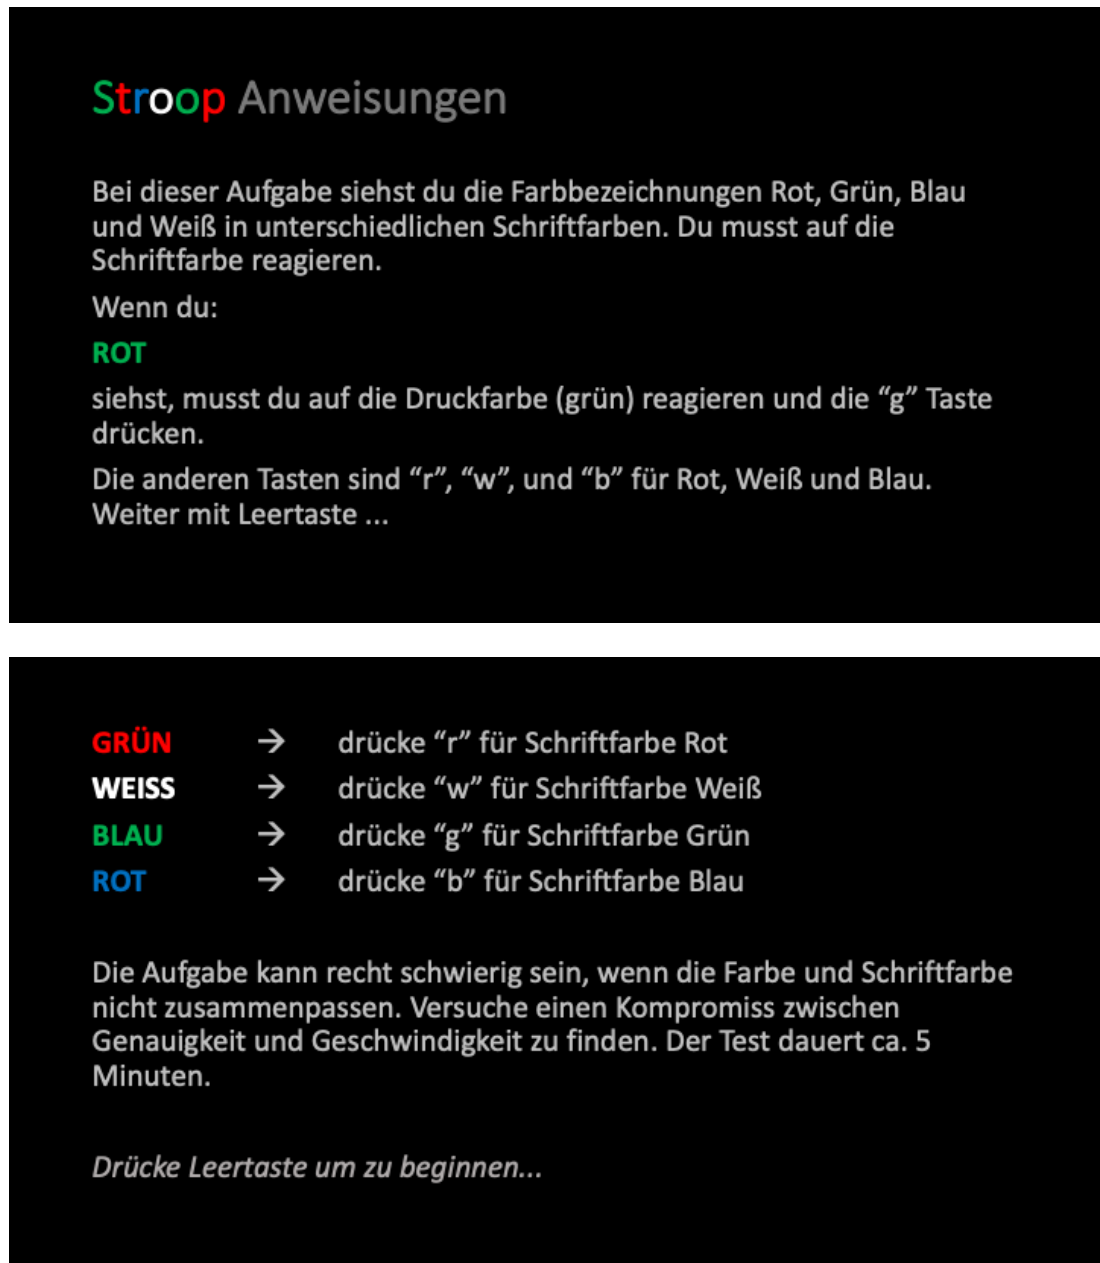 Stroop Anweisungen
Bei dieser Aufgabe siehst du die Farbbezeichnungen Rot, Grün, Blau
und Weiß in unterschiedlichen Schriftfarben. Du musst auf die
Schriftfarbe reagieren.
Wenn du:
ROT
siehst, musst du auf die Druckfarbe (grün) reagieren und die “g” Taste
drücken.
Die anderen Tasten sind “r”, “w”, und “b” für Rot, Weiß und Blau.
Weiter mit Leertaste ...
GRÜN → drücke “r” für Schriftfarbe Rot
WEISS → drücke “w” für Schriftfarbe Weiß
BLAU → drücke “g” für Schriftfarbe Grün
ROT → drücke “b” für Schriftfarbe Blau
Die Aufgabe kann recht schwierig sein, wenn die Farbe und Schriftfarbe
nicht zusammenpassen. Versuche einen Kompromiss zwischen
Genauigkeit und Geschwindigkeit zu finden. Der Test dauert ca. 5
Minuten.
Drücke Leertaste um zu beginnen...